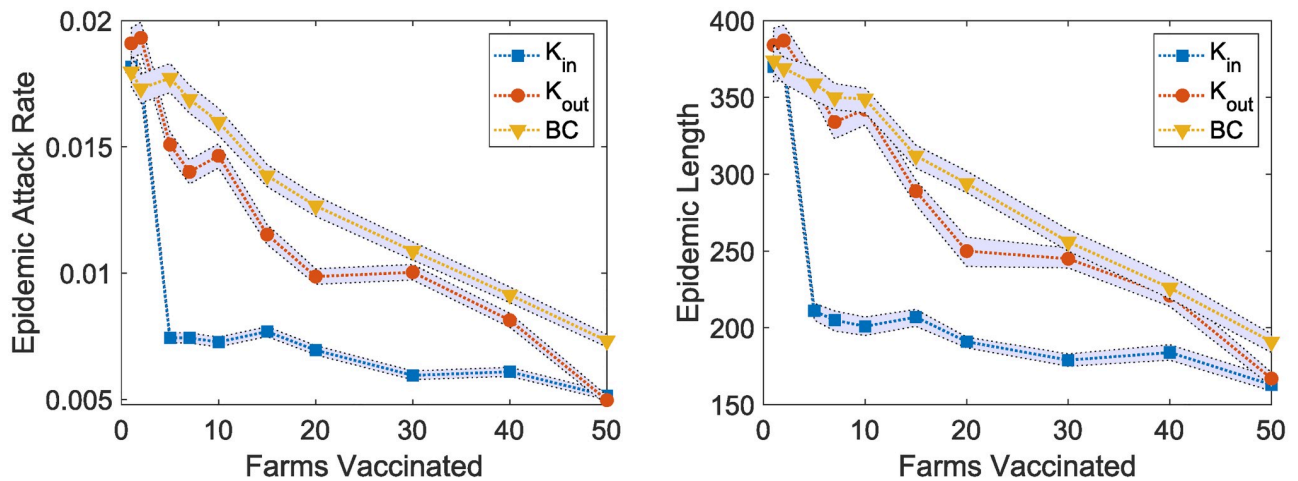 Epidemic Attack Rate
0.02
0.015
0.01
0.005
0 10 20 30 40 50
Farms Vaccinated
K_in
K_out
BC
Epidemic Length
400
350
300
250
200
150
0 10 20 30 40 50
Farms Vaccinated
K_in
K_out
BC